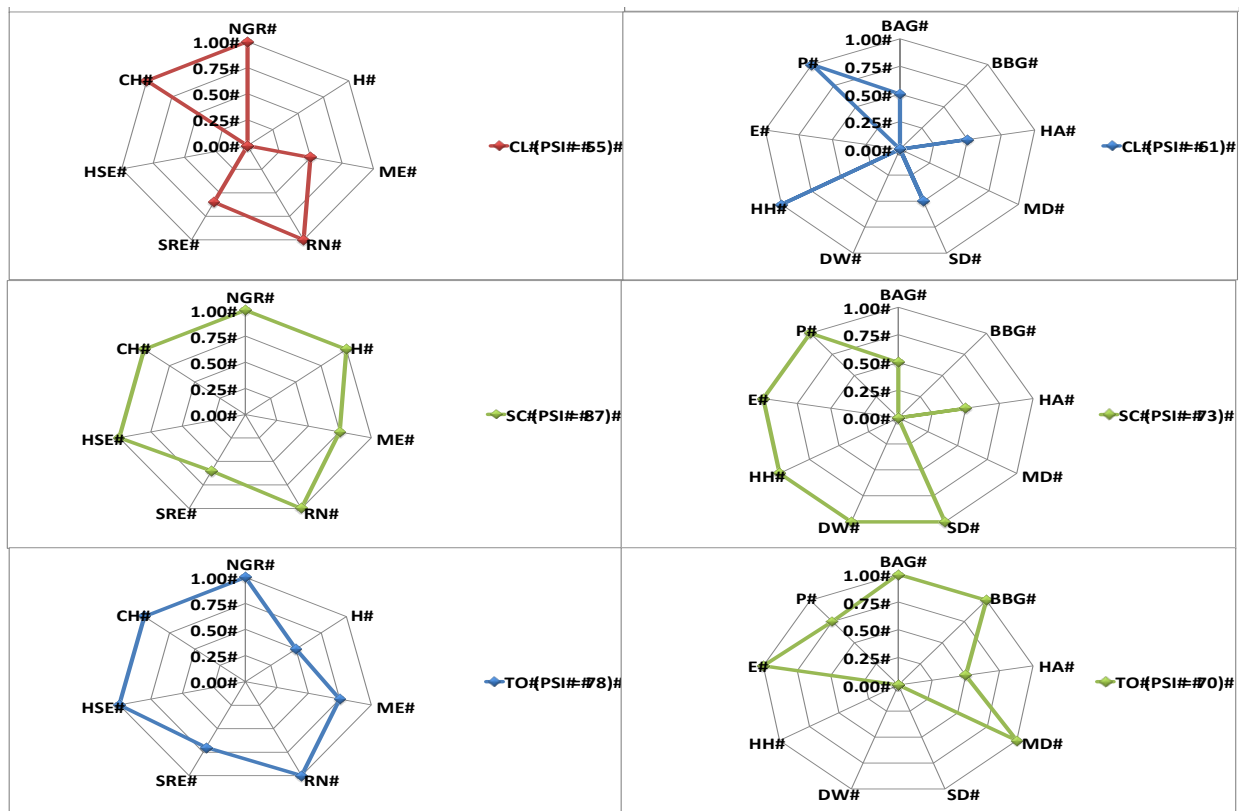 NGR#
1.00#
CH#
H#
0.75#
0.50#
0.25#
0.00#
HSE#
ME#
SRE#
RN#
CL#(PSI#=#55)#
BAG#
1.00#
P#
BBG#
0.75#
0.50#
E#
HA#
0.25#
0.00#
HH#
MD#
DW#
SD#
CL#(PSI#=#61)#
NGR#
1.00#
CH#
H#
0.75#
0.50#
0.25#
0.00#
HSE#
ME#
SRE#
RN#
SC#(PSI#=#87)#
BAG#
1.00#
P#
BBG#
0.75#
0.50#
E#
HA#
0.25#
0.00#
HH#
MD#
DW#
SD#
SC#(PSI#=#73)#
NGR#
1.00#
CH#
H#
0.75#
0.50#
0.25#
0.00#
HSE#
ME#
SRE#
RN#
TO#(PSI#=#78)#
BAG#
1.00#
P#
BBG#
0.75#
0.50#
E#
HA#
0.25#
0.00#
HH#
MD#
DW#
SD#
TO#(PSI#=#70)#